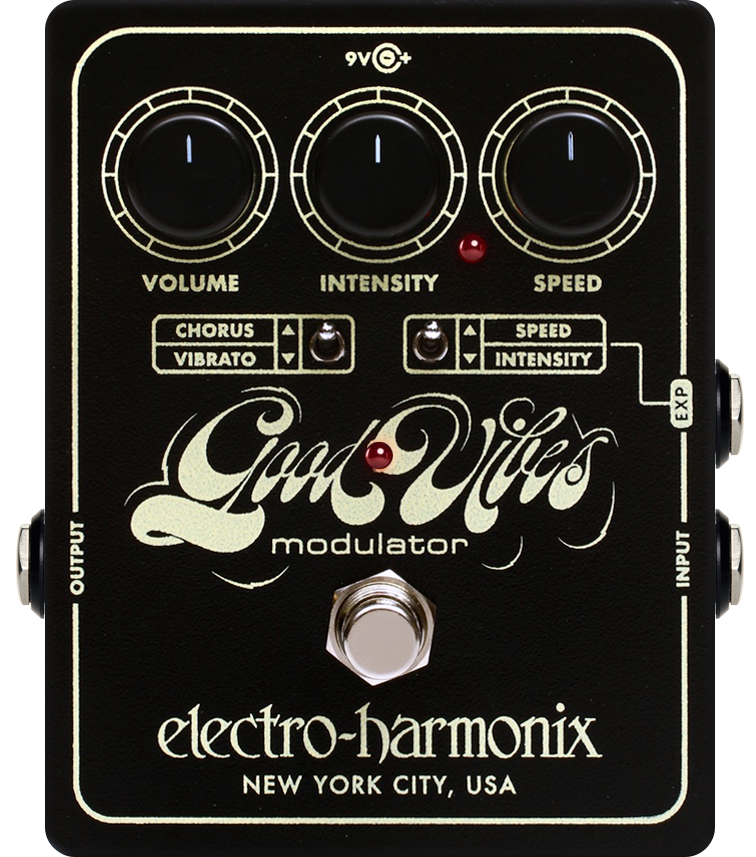 9V - +
VOLUME INTENSITY SPEED
CHORUS SPEED
VIBRATO INTENSITY
EXP
Good Vibes
modulator
OUTPUT INPUT
electro-harmonix
NEW YORK CITY, USA